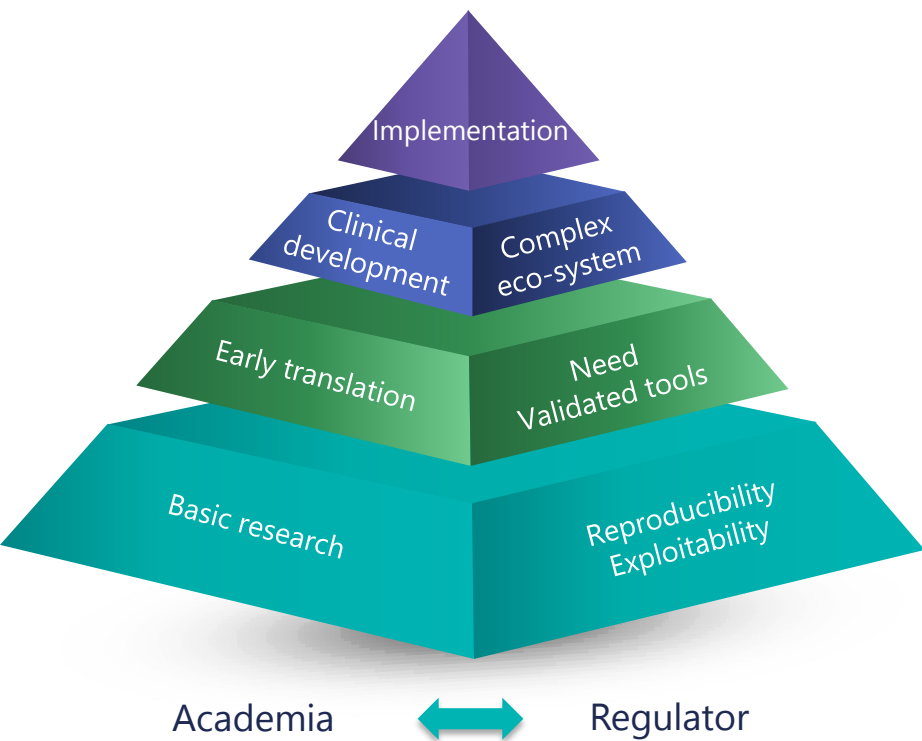 Implementation
Clinical
development
Complex
eco-system
Early translation
Need
Validated tools
Basic research
Reproducibility
Exploitability
Academia
Regulator